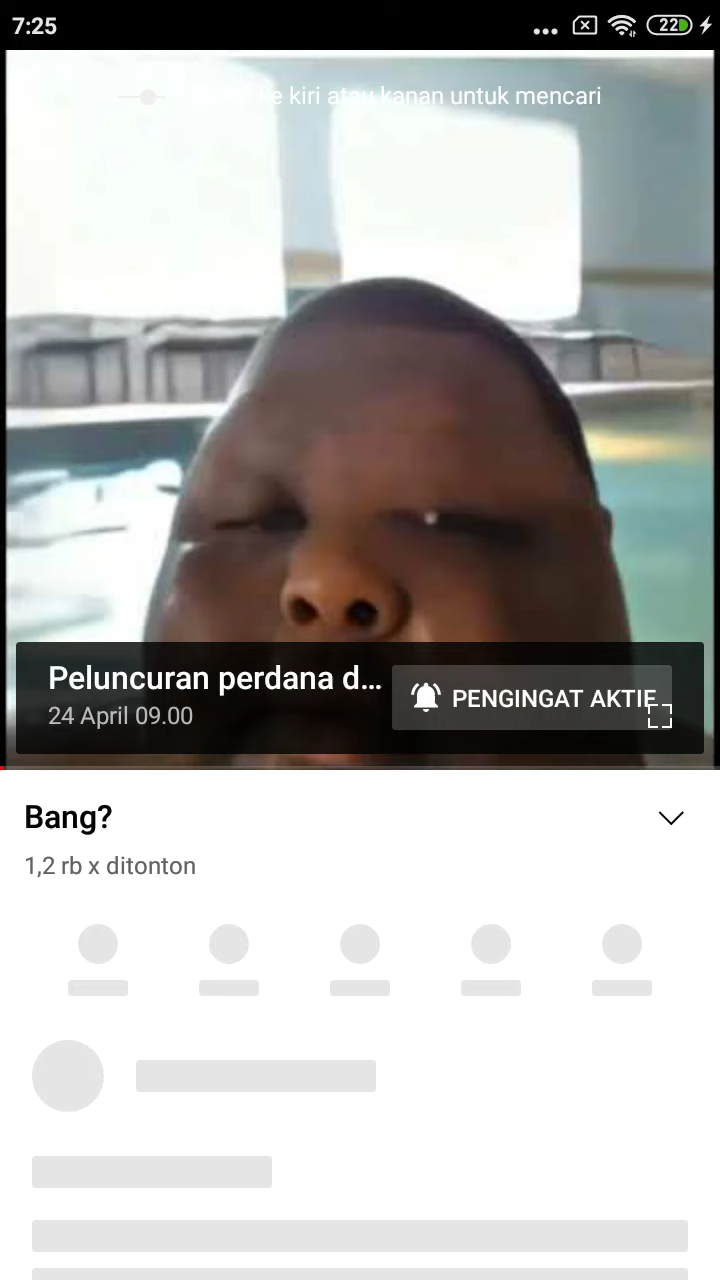 7:25
22
ke kiri atau kanan untuk mencari
Peluncuran perdana d...
24 April 09.00
PENGINGAT AKTIF
Bang?
1,2 rb x ditonton